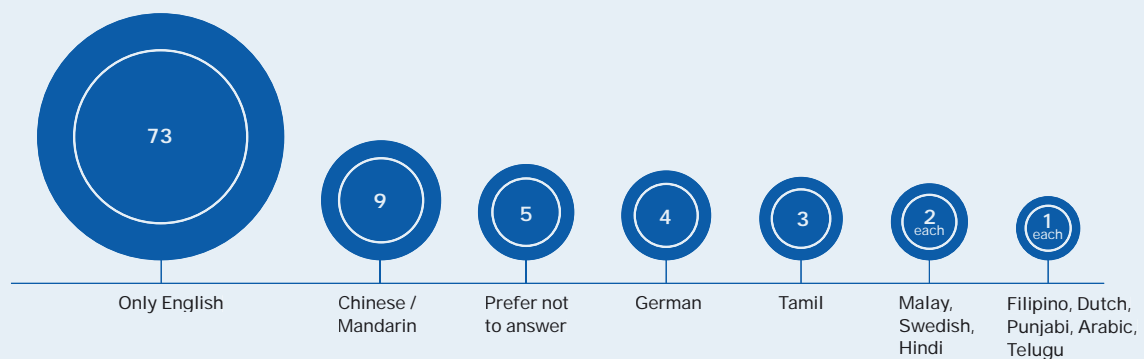 73
9
5
4
3
2
each
1
each
Only English
Chinese /
Mandarin
Prefer not
to answer
German
Tamil
Malay,
Swedish,
Hindi
Filipino, Dutch,
Punjabi, Arabic,
Telugu